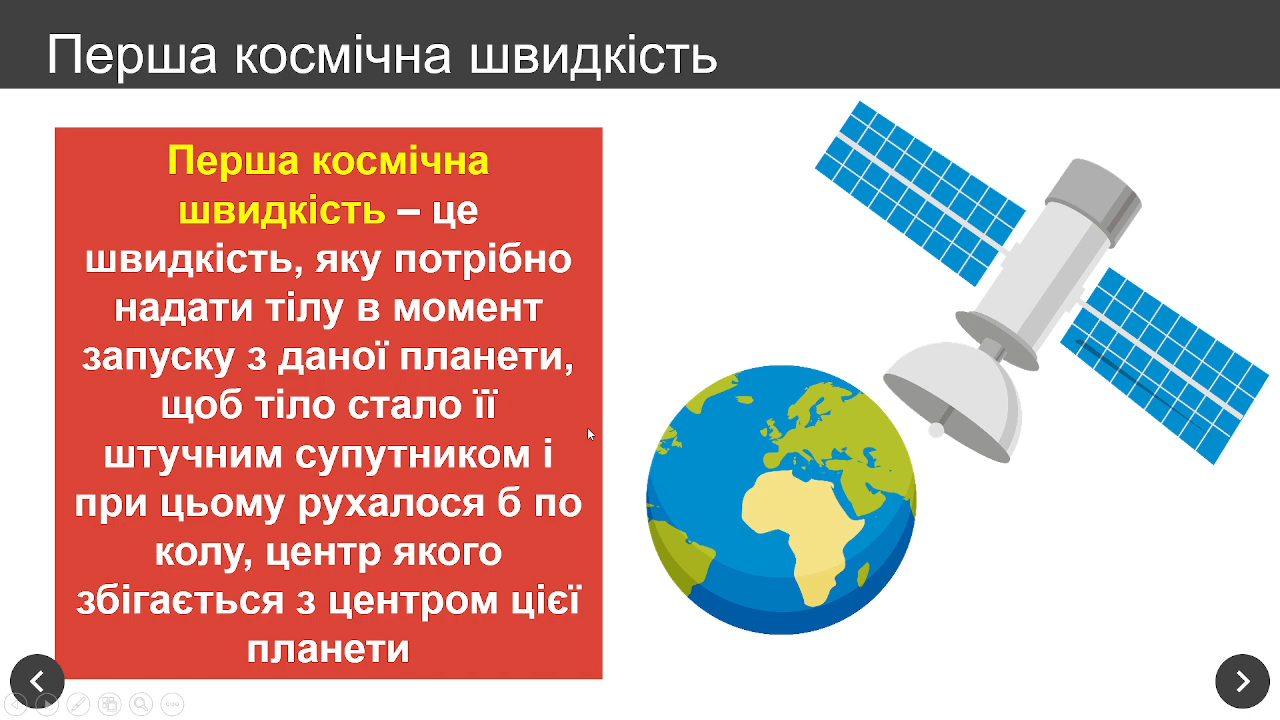 Перша космічна швидкість
Перша космічна
швидкість – це
швидкість, яку потрібно
надати тілу в момент
запуску з даної планети,
щоб тіло стало її
штучним супутником і
при цьому рухалося б по
колу, центр якого
збігається з центром цієї
планети